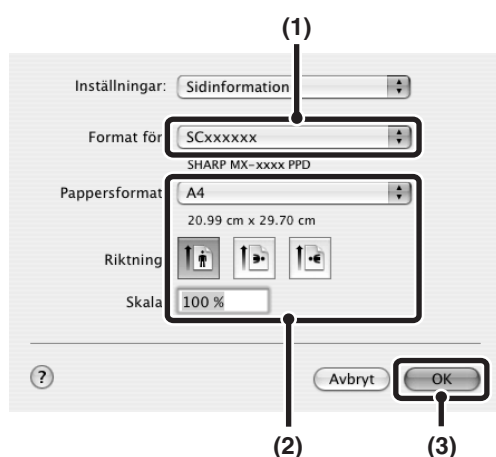 (1)
Inställningar: Sidinformation
Format för SCxxxxxx
SHARP MX-xxxx PPD
Pappersformat A4
20.99 cm x 29.70 cm
Riktning
Skala 100 %
? Avbryt OK
(2) (3)